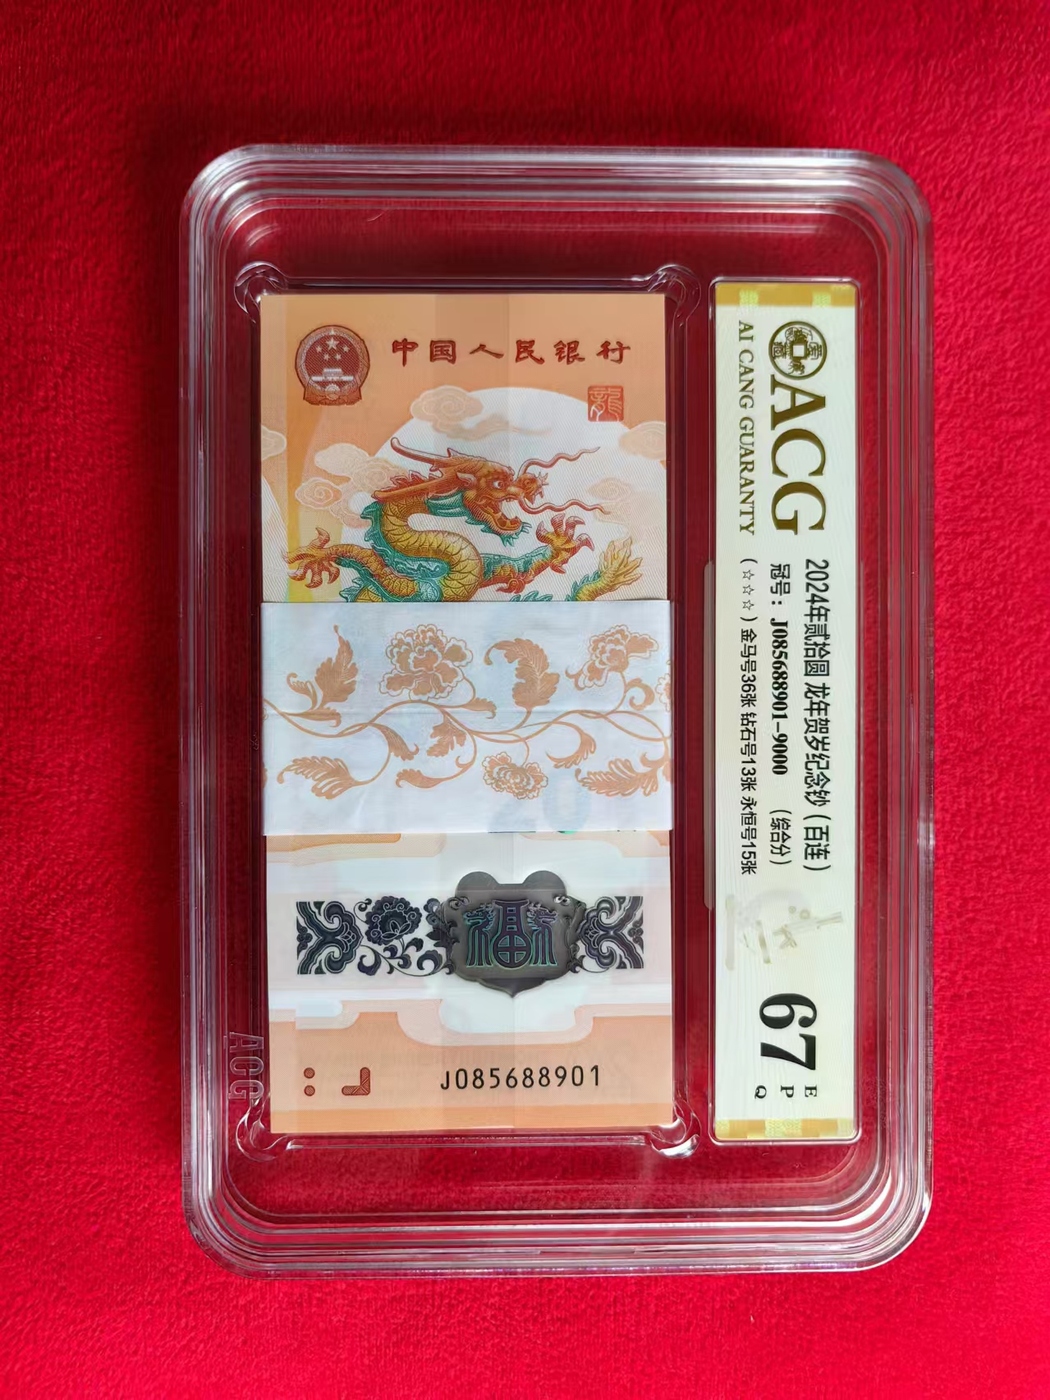 中国人民银行
龍
J085688901
20
ACG
ACG
AI CANG GUARANTY
2024年贰拾圆 龙年贺岁纪念钞（百连）
冠号：J085688901-9000 （综合分）
（☆☆☆）金马号36张 钻石号13张 永恒号15张
67
E
P
Q